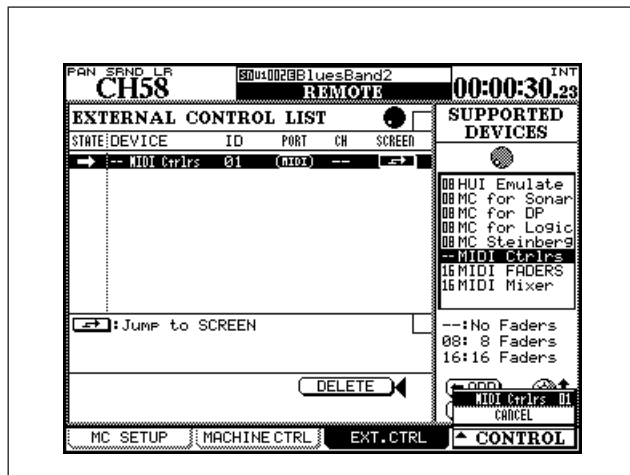 PAN SRND LR
CH58
BluesBand2
REMOTE
INT
00:00:30.23
EXTERNAL CONTROL LIST
STATE DEVICE ID PORT CH SCREEN
-- MIDI Ctrlrs 01 (MIDI) --
:Jump to SCREEN
DELETE
SUPPORTED
DEVICES
08 HUI Emulate
08 MC for Sonar
08 MC for DP
08 MC for Logic
08 MC Steinberg
-- MIDI Ctrlrs
16 MIDI FADERS
16 MIDI Mixer
--:No Faders
08: 8 Faders
16:16 Faders
MIDI Ctrlrs 01
CANCEL
MC SETUP MACHINE CTRL EXT.CTRL CONTROL